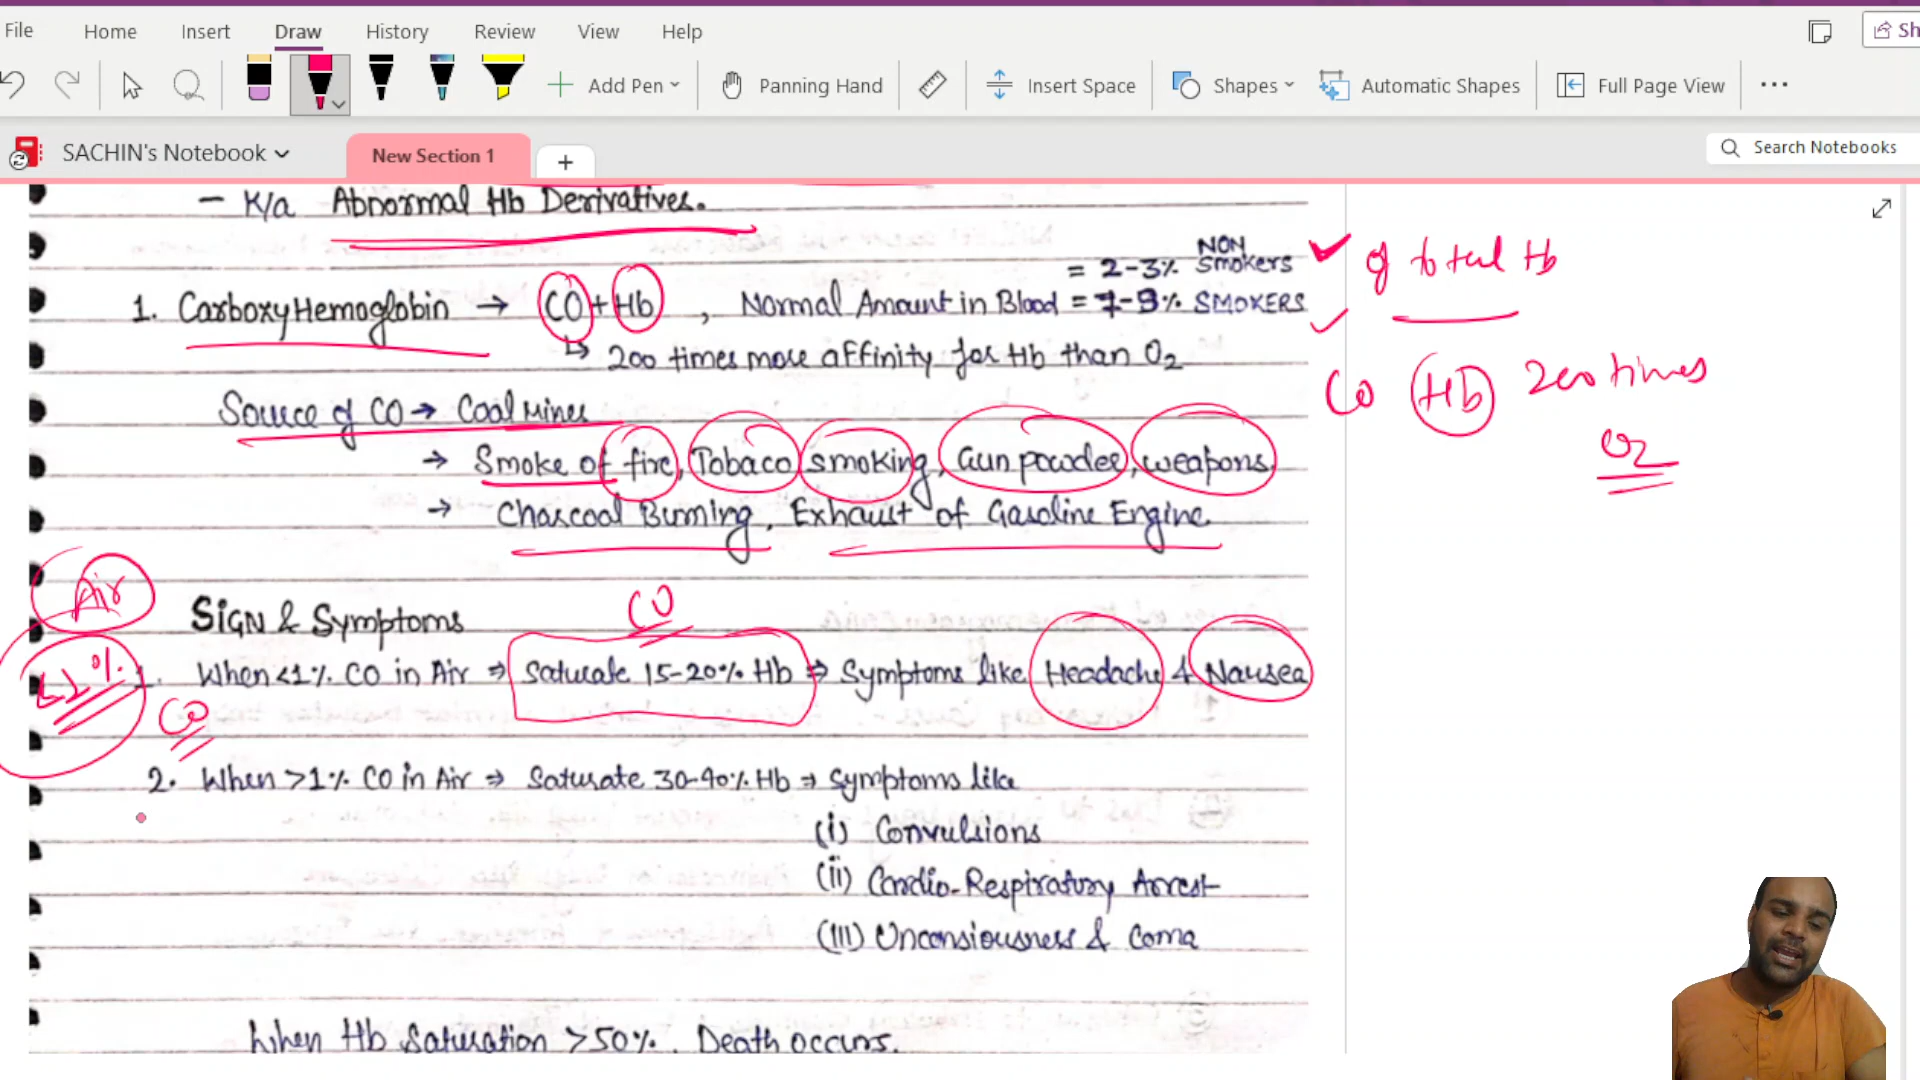 File Home Insert Draw History Review View Help Sh
Add Pen Panning Hand Insert Space Shapes Automatic Shapes Full Page View
SACHIN's Notebook New Section 1 + Search Notebooks
- K/a Abnormal Hb Derivatives.
= 2-3% NON Smokers ✓ of total Hb
1. CarboxyHemoglobin → CO + Hb , Normal Amount in Blood = 7-9% SMOKERS
↳ 200 times more affinity for Hb than O2
CO Hb 200 times
O2
Source of CO → Coal Mines
→ Smoke of fire, Tobaco smoking, Gun powder, weapons
→ Charcoal Burning, Exhaust of Gasoline Engine
Air
<1%
CO
SiGN & Symptoms
CO
1. When <1% CO in Air ⇒ Saturate 15-20% Hb ⇒ Symptoms like Headache & Nausea
2. When >1% CO in Air ⇒ Saturate 30-40% Hb ⇒ Symptoms like
(i) Convulsions
(ii) Cardio-Respiratory Arrest
(III) Unconsiousness & Coma
When Hb Saturation >50%. Death occurs.